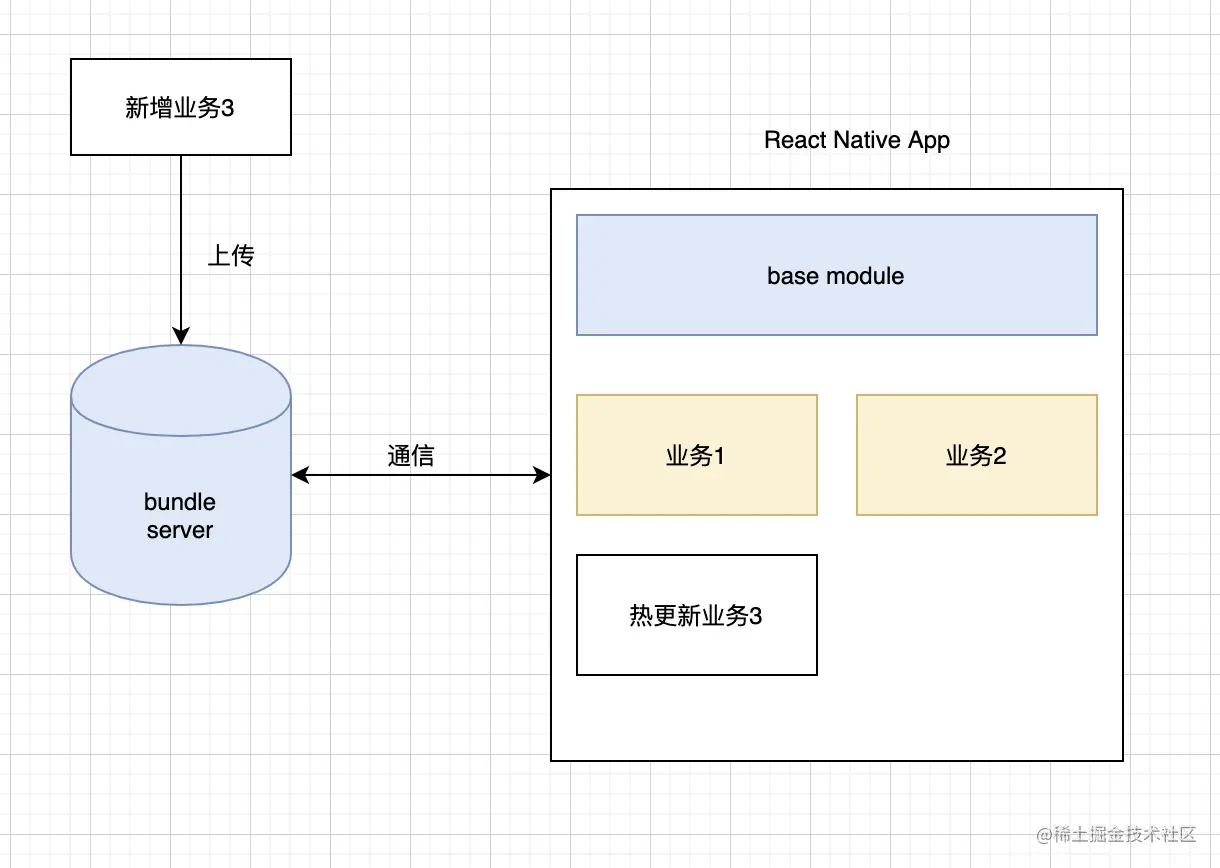 新增业务3
React Native App
上传
base module
通信
bundle
server
业务1
业务2
热更新业务3
@稀土掘金技术社区